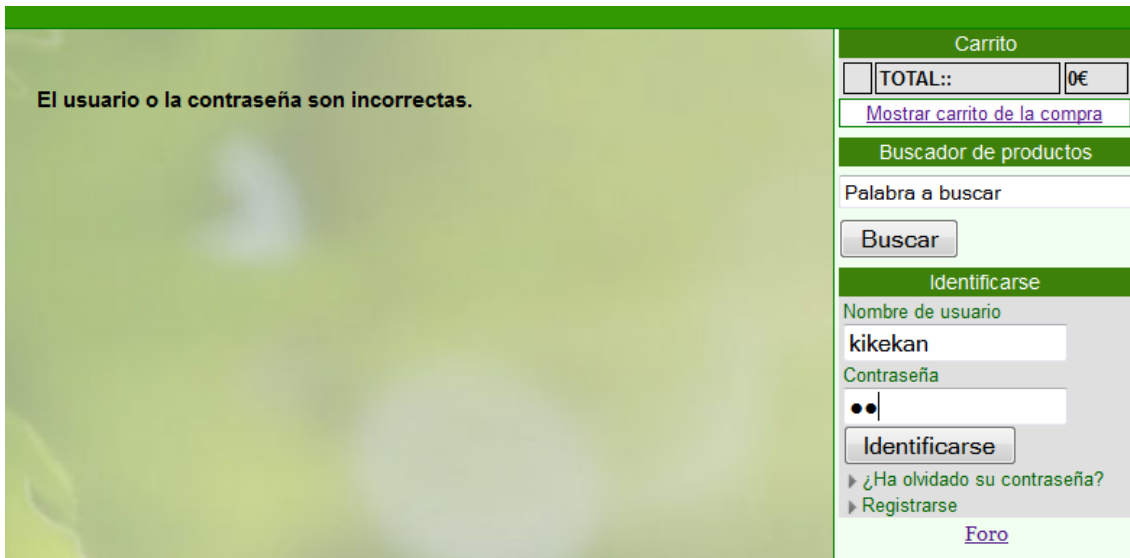 El usuario o la contraseña son incorrectas.
Carrito
TOTAL:: 0€
Mostrar carrito de la compra
Buscador de productos
Palabra a buscar
Buscar
Identificarse
Nombre de usuario
kikekan
Contraseña
●●
Identificarse
¿Ha olvidado su contraseña?
Registrarse
Foro